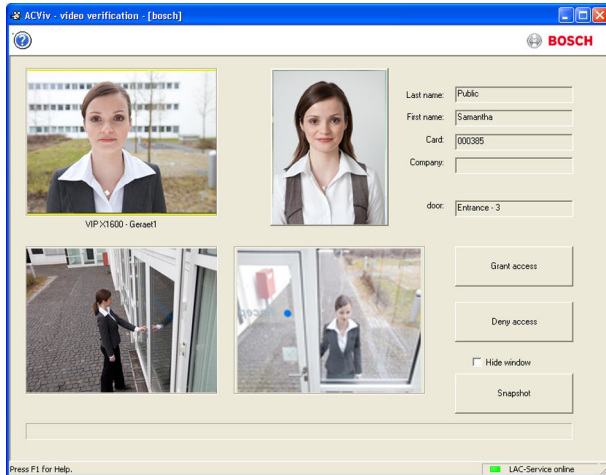 ACViv - video verification - [bosch]
BOSCH
Last name: Public
First name: Samantha
Card: 000385
Company:
door: Entrance - 3
VIP X1600 - Geraet1
Grant access
Deny access
Hide window
Snapshot
Press F1 for Help.
LAC-Service online